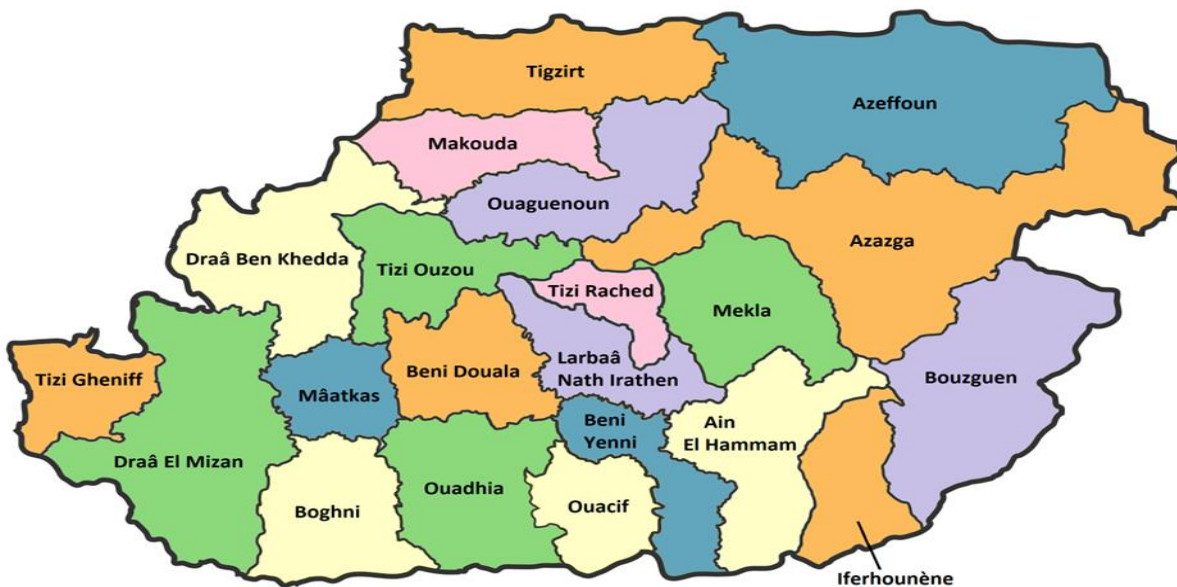 Tigzirt
Azeffoun
Makouda
Ouaguenoun
Azazga
Draâ Ben Khedda
Tizi Ouzou
Tizi Rached
Mekla
Tizi Gheniff
Mâatkas
Beni Douala
Larbaâ
Nath Irathen
Bouzguen
Beni
Yenni
Ain
El Hammam
Draâ El Mizan
Boghni
Ouadhia
Ouacif
Iferhounène